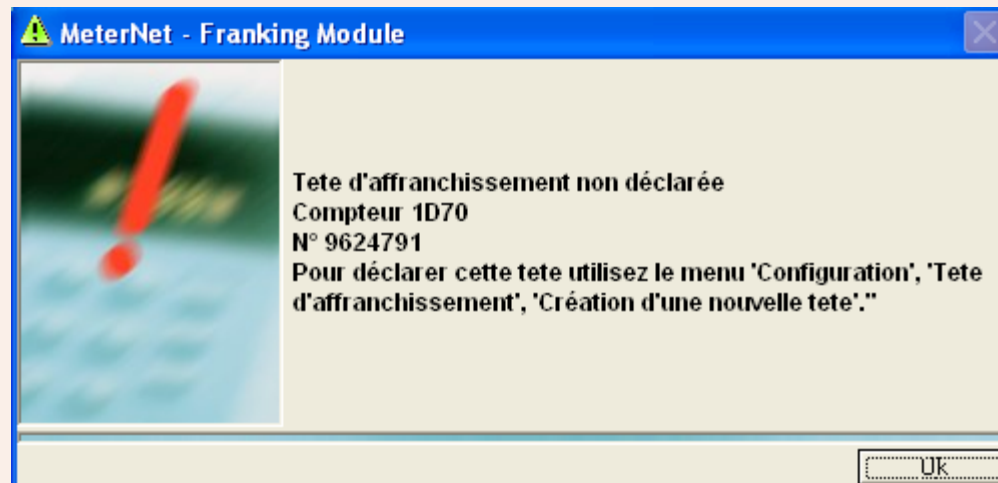 MeterNet - Franking Module
Tete d'affranchissement non déclarée
Compteur 1D70
N° 9624791
Pour déclarer cette tete utilisez le menu 'Configuration', 'Tete
d'affranchissement', 'Création d'une nouvelle tete'."
Ok